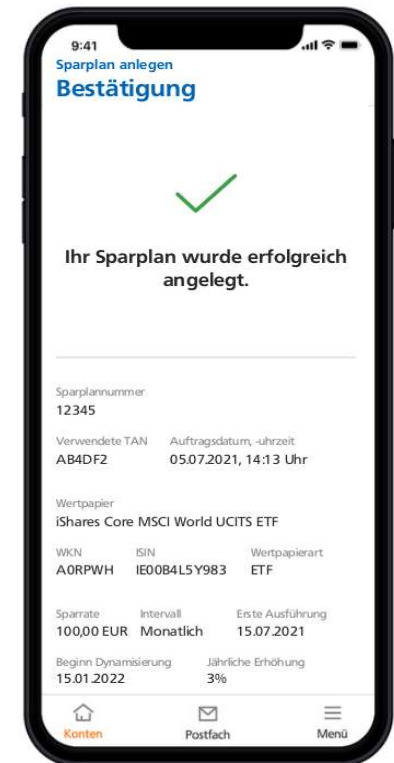 9:41
Sparplan anlegen
Bestätigung
Ihr Sparplan wurde erfolgreich
angelegt.
Sparplannummer
12345
Verwendete TAN Auftragsdatum, -uhrzeit
AB4DF2 05.07.2021, 14:13 Uhr
Wertpapier
iShares Core MSCI World UCITS ETF
WKN ISIN Wertpapierart
A0RPWH IE00B4L5Y983 ETF
Sparrate Intervall Erste Ausführung
100,00 EUR Monatlich 15.07.2021
Beginn Dynamisierung Jährliche Erhöhung
15.01.2022 3%
Konten Postfach Menü